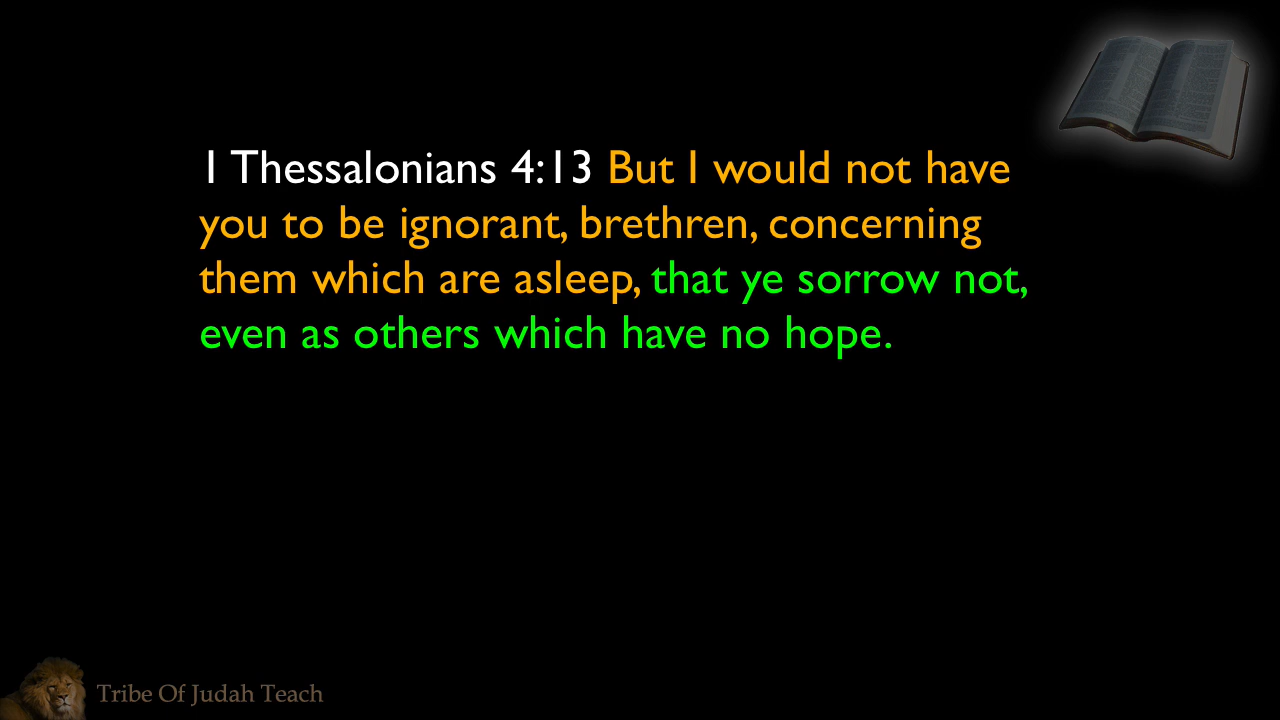 1 Thessalonians 4:13 But I would not have
you to be ignorant, brethren, concerning
them which are asleep, that ye sorrow not,
even as others which have no hope.
Tribe Of Judah Teach